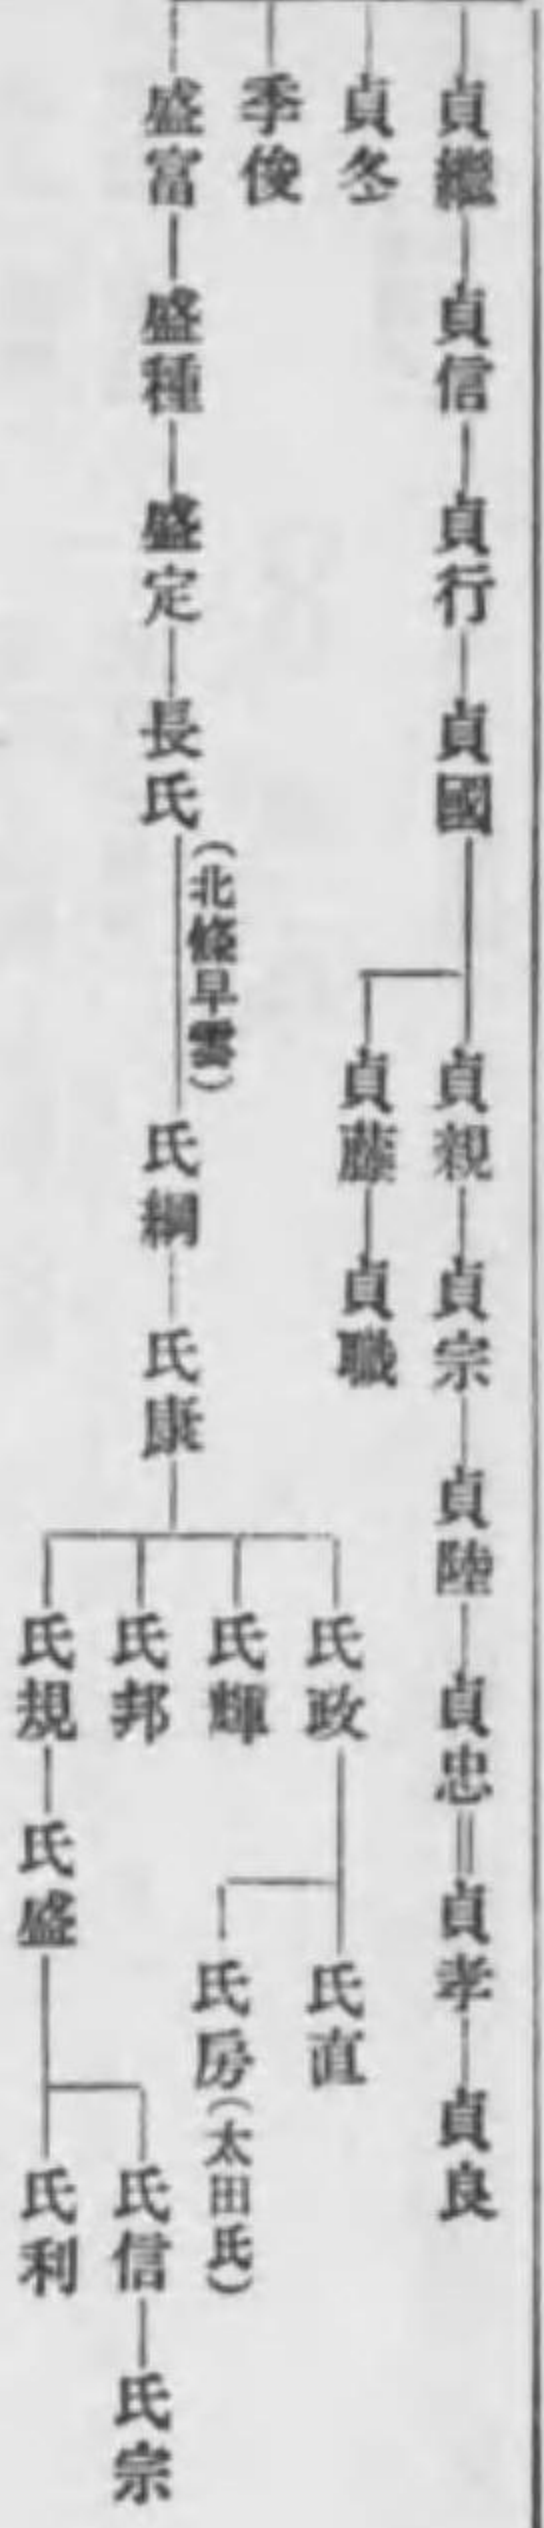 貞繼 貞信 貞行 貞國 貞親 貞宗 貞陸 貞忠 貞孝 貞良
貞藤 貞職
貞冬
季俊
盛富 盛種 盛定 長氏 (北條早雲) 氏綱 氏康
氏政 氏直
氏房(太田氏)
氏輝
氏邦
氏規 氏盛
氏信 氏宗
氏利